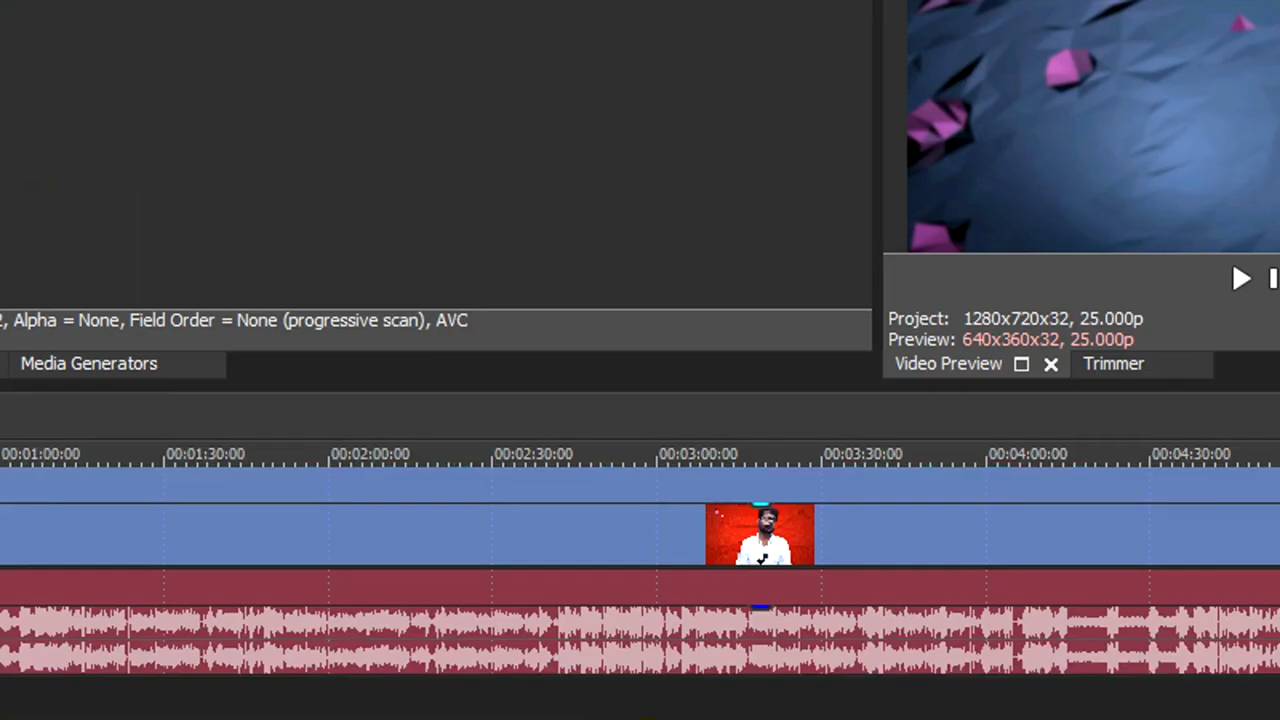 , Alpha = None, Field Order = None (progressive scan), AVC
Project: 1280x720x32, 25.000p
Preview: 640x360x32, 25.000p
Media Generators
Video Preview
Trimmer
00:01:00:00 00:01:30:00 00:02:00:00 00:02:30:00 00:03:00:00 00:03:30:00 00:04:00:00 00:04:30:00